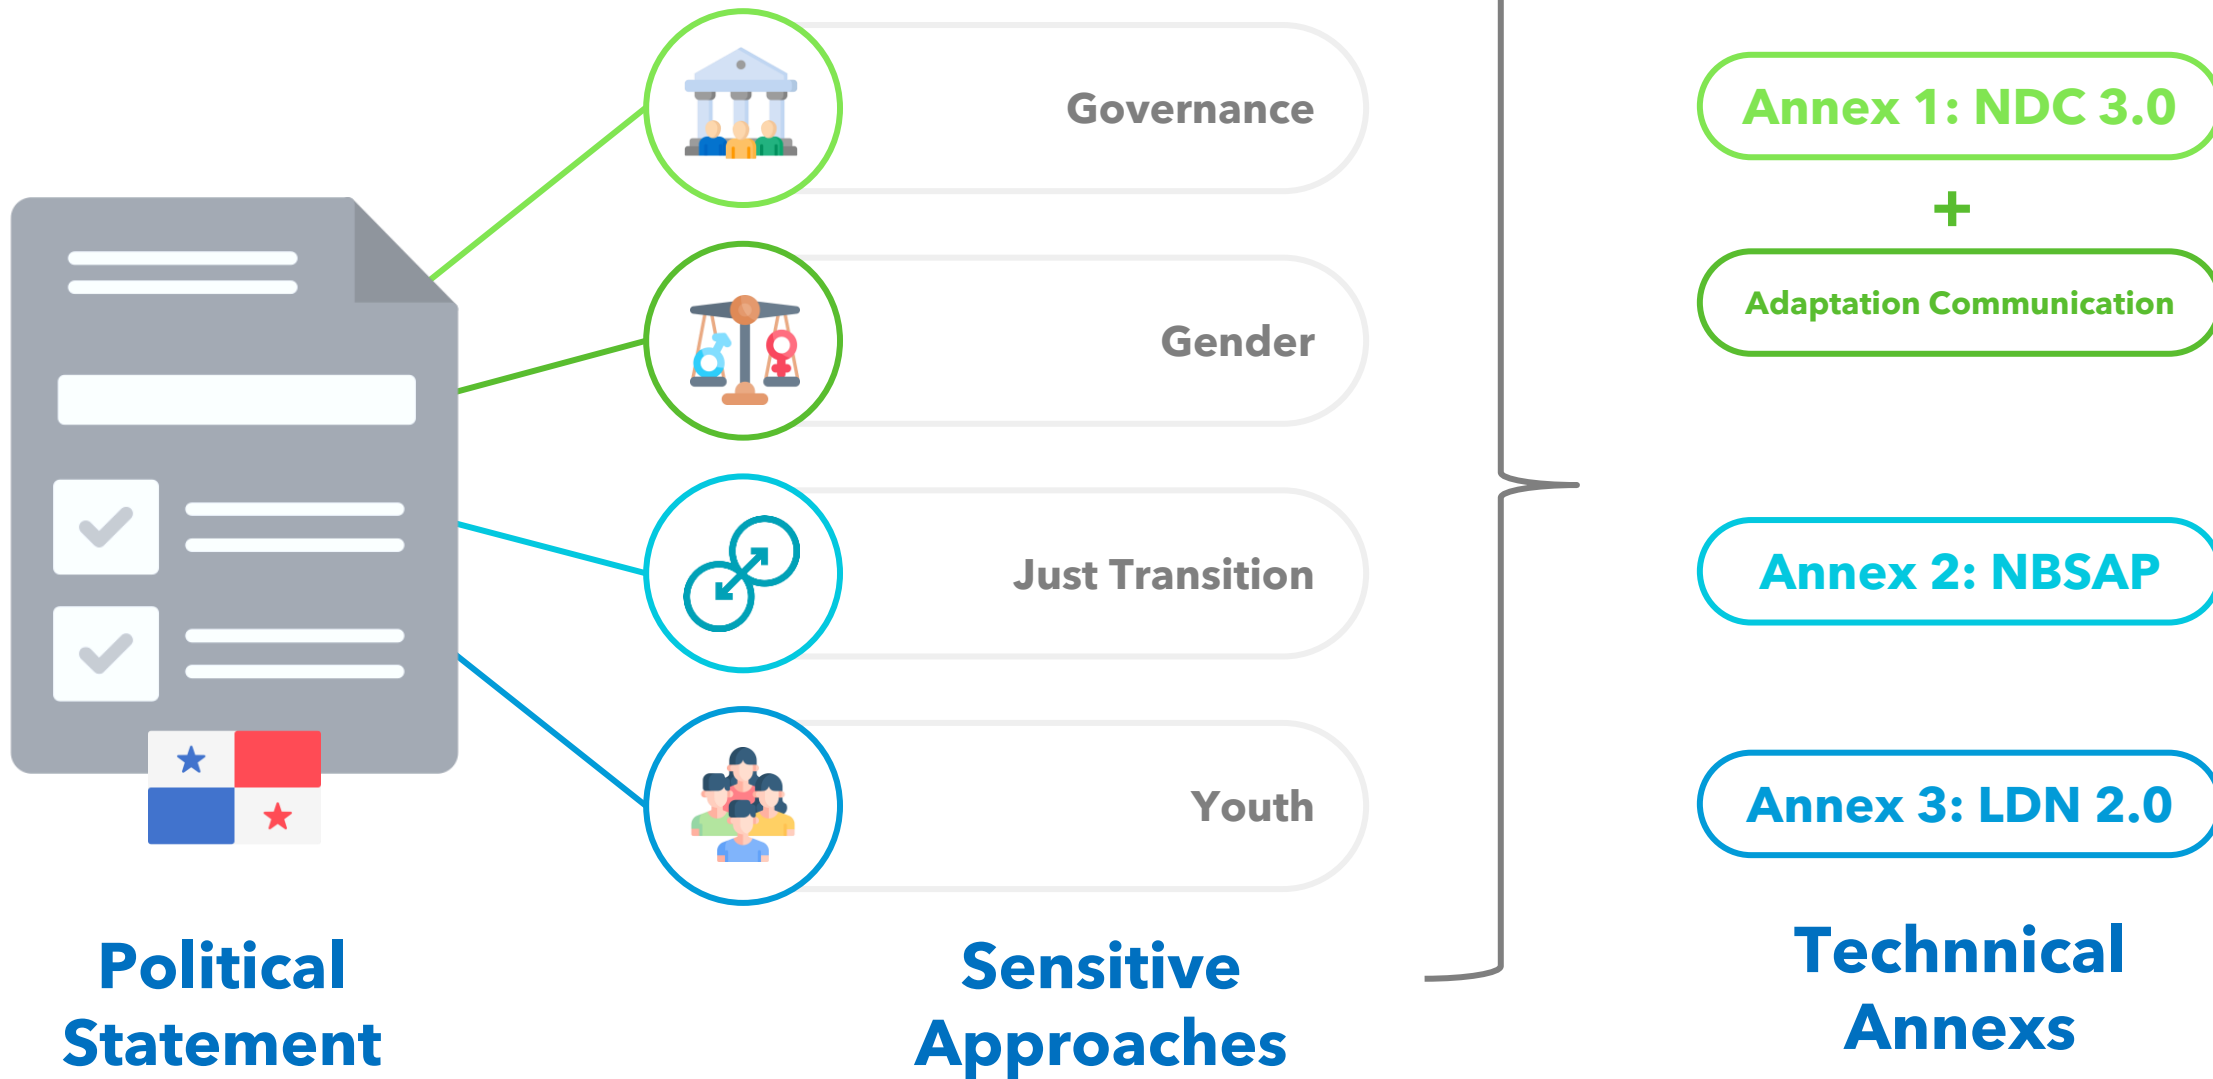 Governance
Gender
Just Transition
Youth
Annex 1: NDC 3.0
+
Adaptation Communication
Annex 2: NBSAP
Annex 3: LDN 2.0
Political
Statement
Sensitive
Approaches
Technnical
Annexs